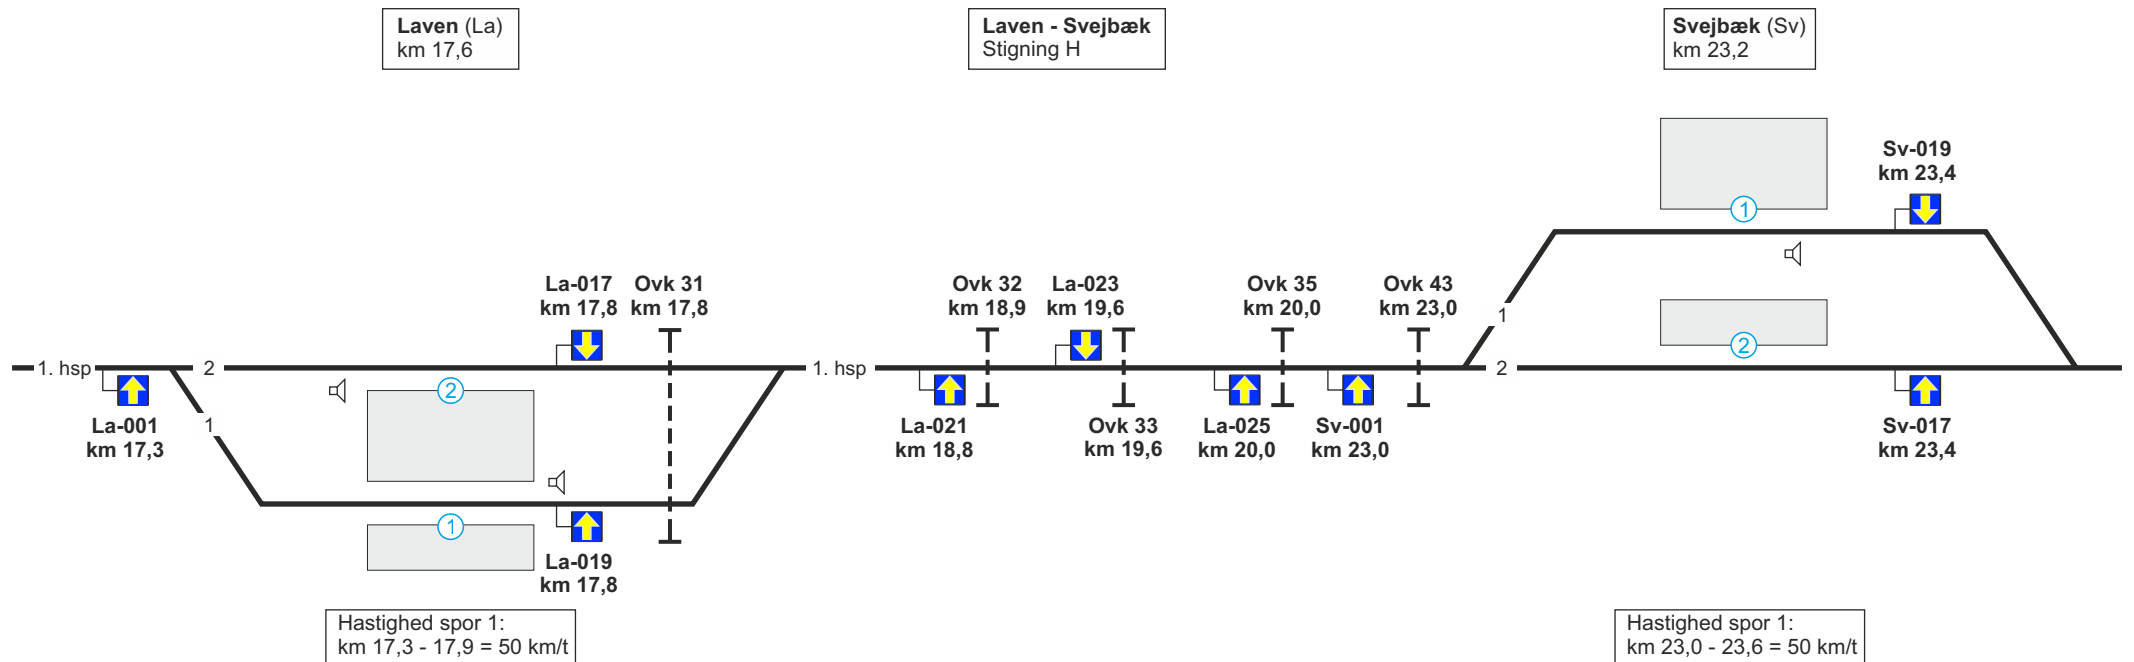 Laven (La)
km 17,6
Laven - Svejbæk
Stigning H
Svejbæk (Sv)
km 23,2
Sv-019
km 23,4
1
La-017
km 17,8
Ovk 31
km 17,8
Ovk 32
km 18,9
La-023
km 19,6
Ovk 35
km 20,0
Ovk 43
km 23,0
1
2
1. hsp
2
1. hsp
2
2
La-001
km 17,3
1
La-021
km 18,8
Ovk 33
km 19,6
La-025
km 20,0
Sv-001
km 23,0
Sv-017
km 23,4
1
La-019
km 17,8
Hastighed spor 1:
km 17,3 - 17,9 = 50 km/t
Hastighed spor 1:
km 23,0 - 23,6 = 50 km/t